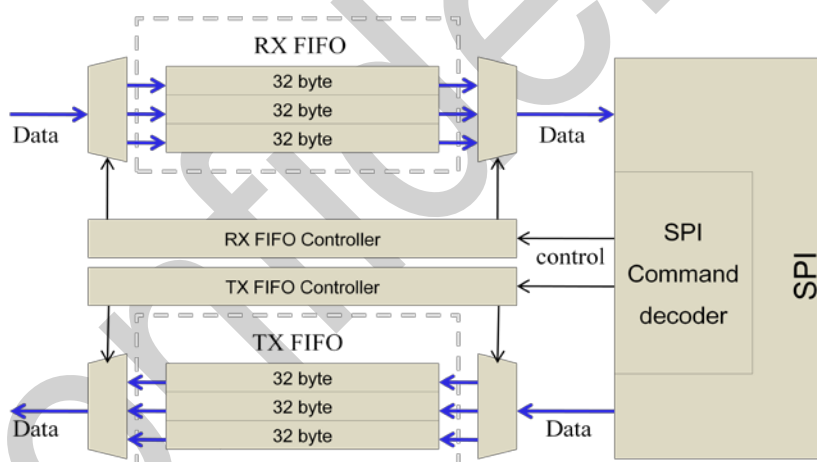 RX FIFO
32 byte
32 byte
32 byte
Data
Data
RX FIFO Controller
control
TX FIFO Controller
SPI
Command
decoder
SPI
TX FIFO
32 byte
32 byte
32 byte
Data
Data